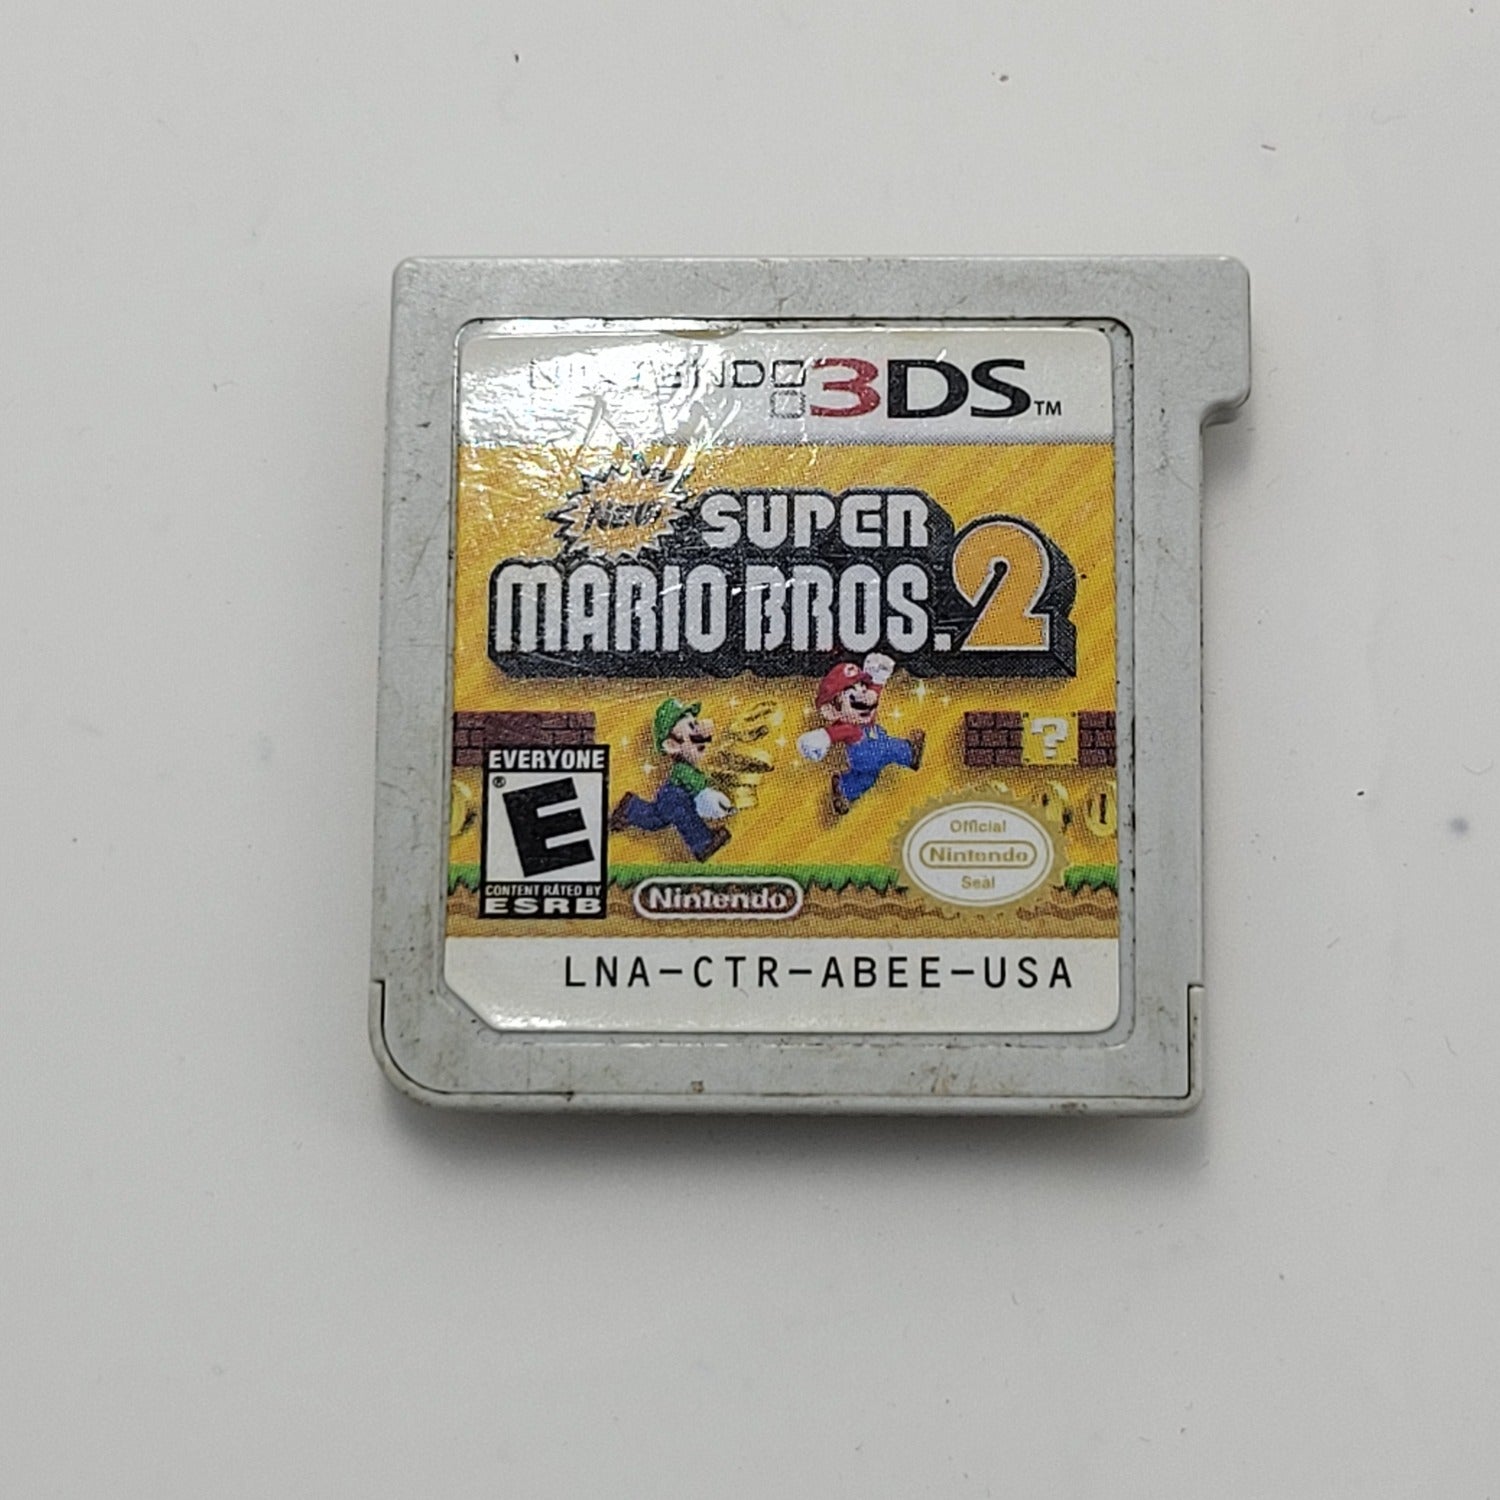 NINTENDO 3DS™
New SUPER
MARIO BROS. 2
?
EVERYONE
®
E
CONTENT RATED BY
ESRB
Nintendo
Official
Nintendo
Seal
LNA-CTR-ABEE-USA